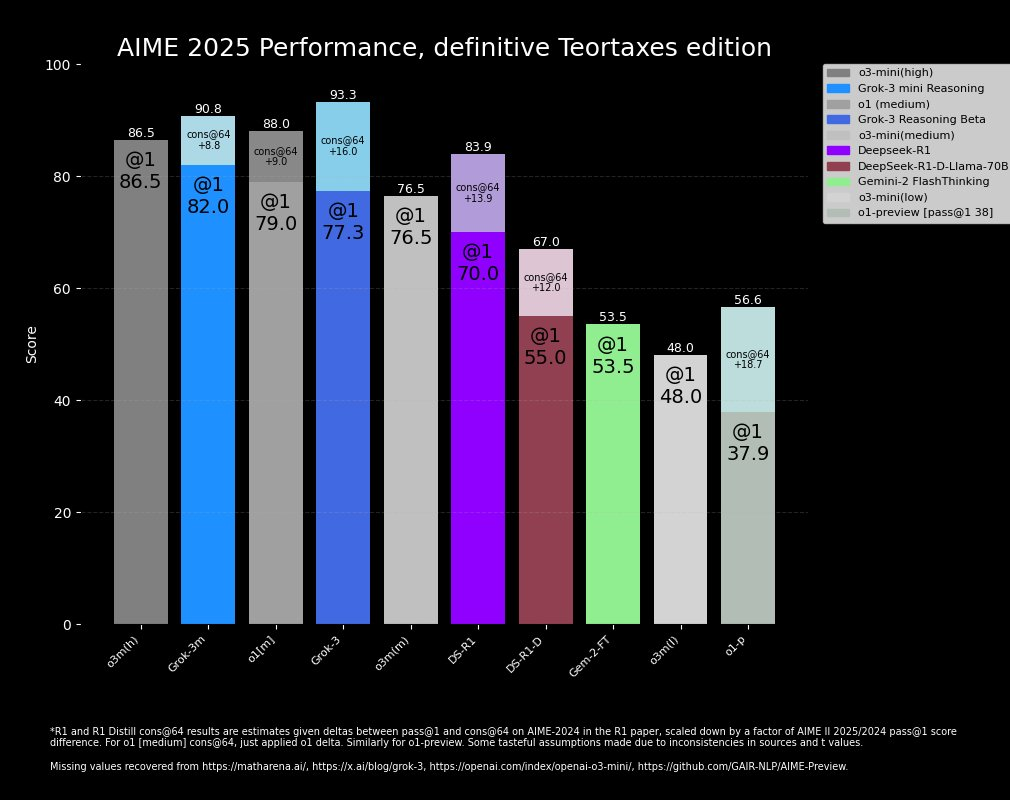 AIME 2025 Performance, definitive Teortaxes edition
100
80
60
40
20
0
Score
86.5
@1
86.5
90.8
cons@64
+8.8
@1
82.0
88.0
cons@64
+9.0
@1
79.0
93.3
cons@64
+16.0
@1
77.3
76.5
@1
76.5
83.9
cons@64
+13.9
@1
70.0
67.0
cons@64
+12.0
@1
55.0
53.5
@1
53.5
48.0
@1
48.0
56.6
cons@64
+18.7
@1
37.9
o3m(h)
Grok-3m
o1[m]
Grok-3
o3m(m)
DS-R1
DS-R1-D
Gem-2-FT
o3m(l)
o1-p
o3-mini(high)
Grok-3 mini Reasoning
o1 (medium)
Grok-3 Reasoning Beta
o3-mini(medium)
Deepseek-R1
DeepSeek-R1-D-Llama-70B
Gemini-2 FlashThinking
o3-mini(low)
o1-preview [pass@1 38]
*R1 and R1 Distill cons@64 results are estimates given deltas between pass@1 and cons@64 on AIME-2024 in the R1 paper, scaled down by a factor of AIME II 2025/2024 pass@1 score
difference. For o1 [medium] cons@64, just applied o1 delta. Similarly for o1-preview. Some tasteful assumptions made due to inconsistencies in sources and t values.
Missing values recovered from https://matharena.ai/, https://x.ai/blog/grok-3, https://openai.com/index/openai-o3-mini/, https://github.com/GAIR-NLP/AIME-Preview.